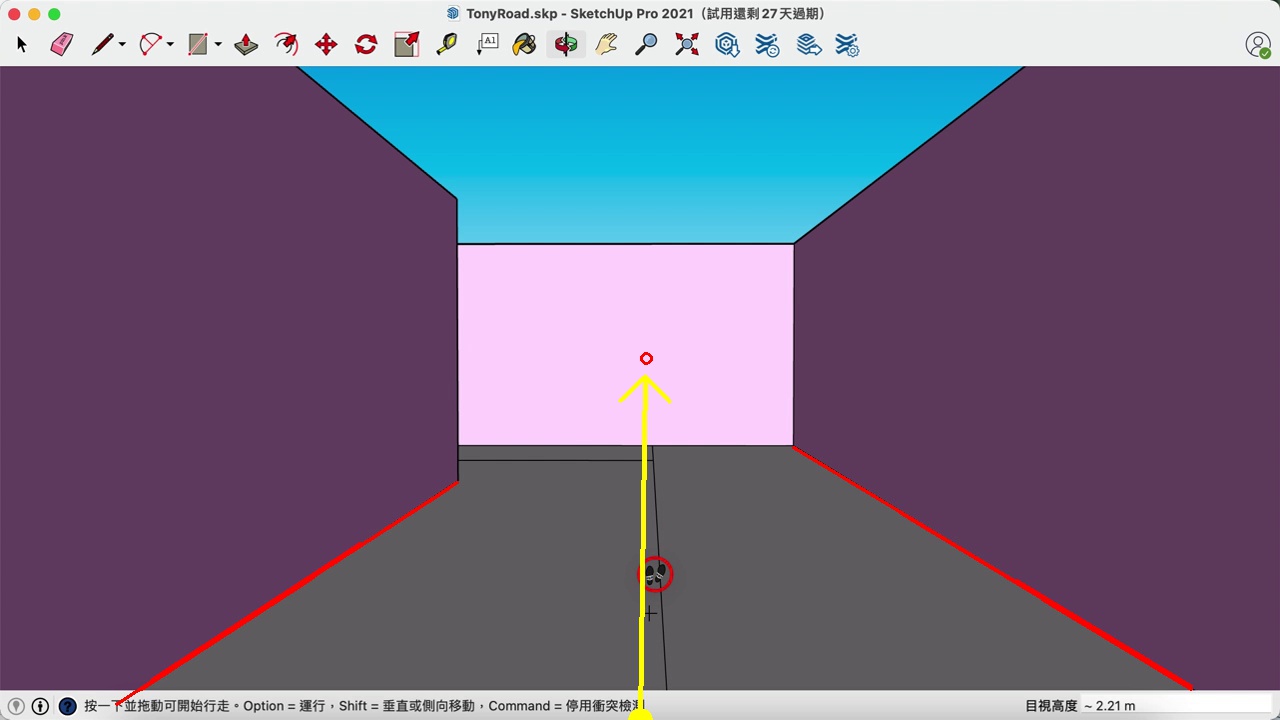 TonyRoad.skp - SketchUp Pro 2021（試用還剩 27 天過期）
A1
按一下並拖動可開始行走。Option = 運行，Shift = 垂直或側向移動，Command = 停用衝突檢測
目視高度 ~ 2.21 m